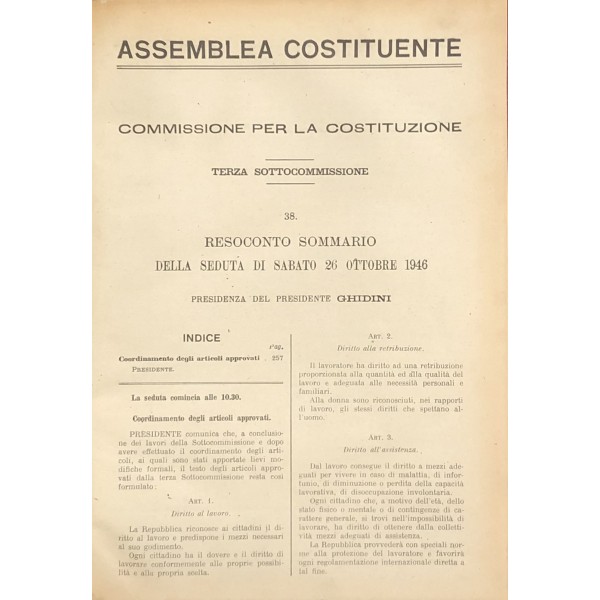 ASSEMBLEA COSTITUENTE
COMMISSIONE PER LA COSTITUZIONE
TERZA SOTTOCOMMISSIONE
38.
RESOCONTO SOMMARIO
DELLA SEDUTA DI SABATO 26 OTTOBRE 1946
PRESIDENZA DEL PRESIDENTE GHIDINI
INDICE
Pag.
Coordinamento degli articoli approvati . 257
PRESIDENTE.
La seduta comincia alle 10.30.
Coordinamento degli articoli approvati.
PRESIDENTE comunica che, a conclusio-
ne dei lavori della Sottocommissione e dopo
avere effettuato il coordinamento degli arti-
coli, ai quali sono stati apportate lievi mo-
difiche formali, il testo degli articoli appro-
vati dalla terza Sottocommissione resta così
formulato:
ART. 1.
Diritto al lavoro.
La Repubblica riconosce ai cittadini il di-
ritto al lavoro e predispone i mezzi necessari
al suo godimento.
Ogni cittadino ha il dovere e il diritto di
lavorare conformemente alle proprie possibi-
lità e alla propria scelta.
ART. 2.
Diritto alla retribuzione.
Il lavoratore ha diritto ad una retribuzione
proporzionata alla quantità ed alla qualità del
lavoro e adeguata alle necessità personali e
familiari.
Alla donna sono riconosciuti, nei rapporti
di lavoro, gli stessi diritti che spettano al-
l'uomo.
ART. 3.
Diritto all'assistenza.
Dal lavoro consegue il diritto a mezzi ade-
guati per vivere in caso di malattia, di infor-
tunio, di diminuzione o perdita della capacità
lavorativa, di disoccupazione involontaria.
Ogni cittadino che, a motivo dell'età, dello
stato fisico o mentale o di contingenze di ca-
rattere generale, si trovi nell'impossibilità di
lavorare, ha diritto di ottenere dalla colletti-
vità mezzi adeguati di assistenza.
La Repubblica provvederà con speciali nor-
me alla protezione del lavoratore e favorirà
ogni regolamentazione internazionale diretta a
tal fine.